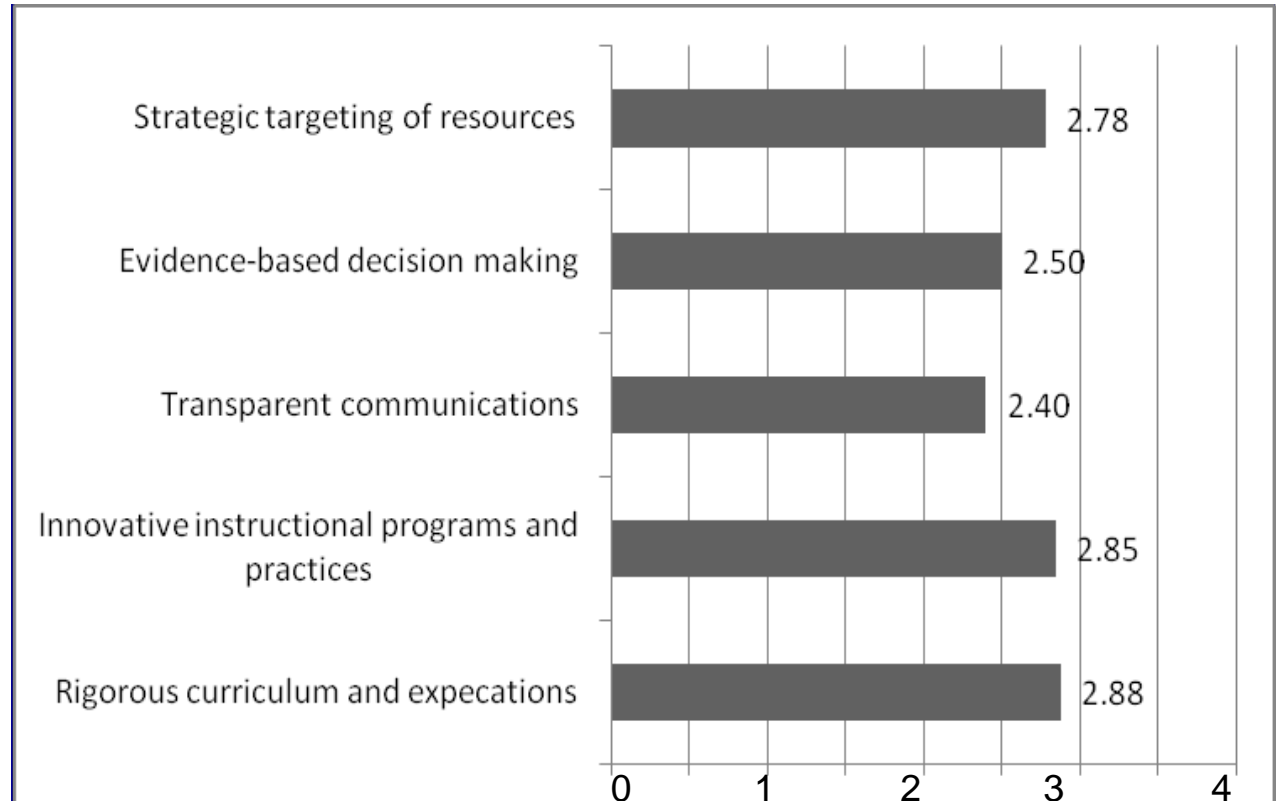 Strategic targeting of resources
2.78
Evidence-based decision making
2.50
Transparent communications
2.40
Innovative instructional programs and
practices
2.85
Rigorous curriculum and expecations
2.88
0 1 2 3 4